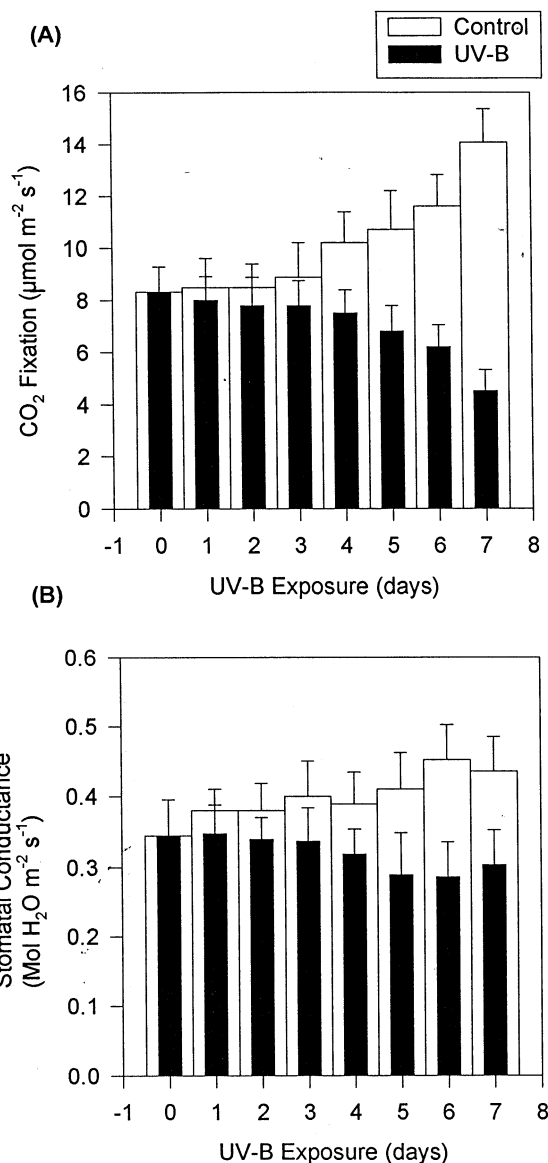 (A)
Control
UV-B
16
14
12
10
8
6
4
2
0
CO₂ Fixation (μmol m⁻² s⁻¹)
-1 0 1 2 3 4 5 6 7 8
UV-B Exposure (days)
(B)
0.6
0.5
0.4
0.3
0.2
0.1
0.0
Stomatal Conductance
(Mol H₂O m⁻² s⁻¹)
-1 0 1 2 3 4 5 6 7 8
UV-B Exposure (days)